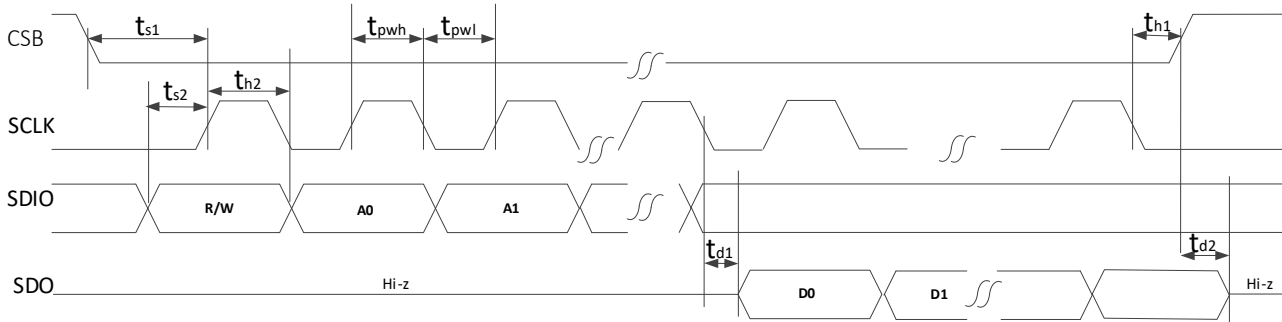 CSB
ts1
tpwh
tpwl
th1
ts2
th2
SCLK
SDIO
R/W
A0
A1
td1
td2
SDO
Hi-z
D0
D1
Hi-z